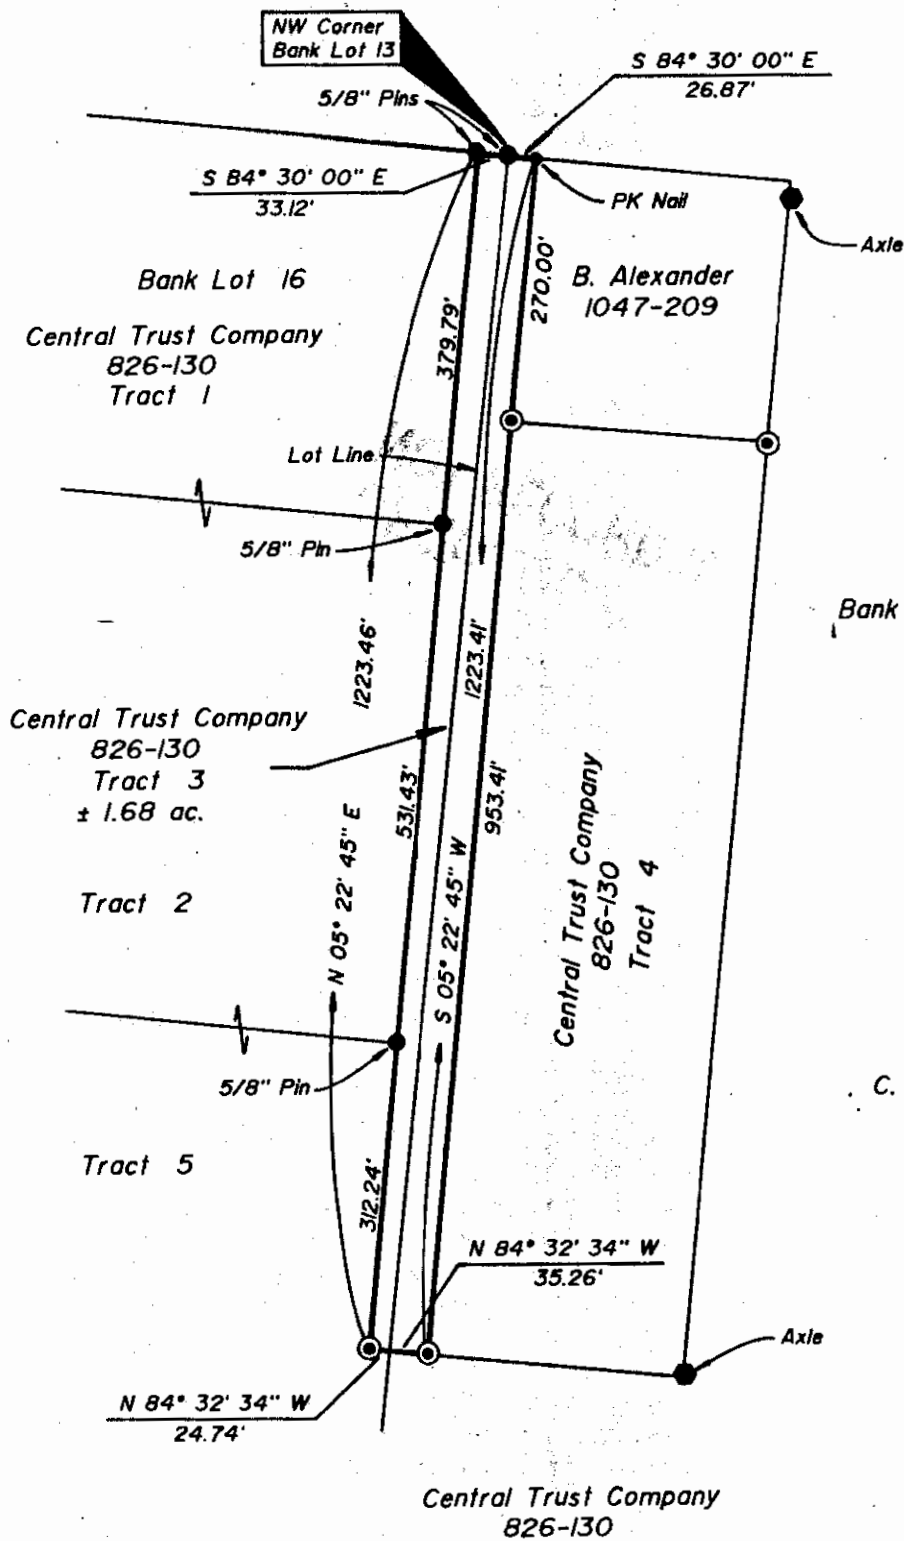 NW Corner
Bank Lot 13
S 84° 30' 00" E
26.87'
5/8" Pins
S 84° 30' 00" E
33.12'
PK Nail
Axle
Bank Lot 16
B. Alexander
1047-209
270.00'
379.79'
Central Trust Company
826-130
Tract 1
Lot Line
5/8" Pin
Bank
1223.46'
1223.41'
Central Trust Company
826-130
Tract 3
± 1.68 ac.
531.43'
953.41'
N 05° 22' 45" E
S 05° 22' 45" W
Central Trust Company
826-130
Tract 4
Tract 2
5/8" Pin
C.
Tract 5
312.24'
N 84° 32' 34" W
35.26'
Axle
N 84° 32' 34" W
24.74'
Central Trust Company
826-130